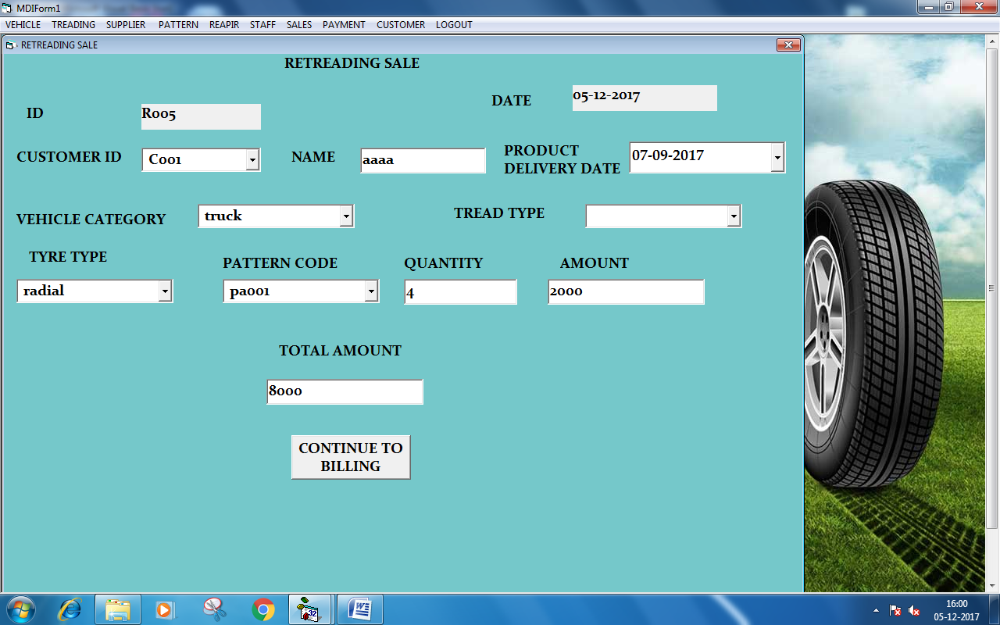 MDIForm1
VEHICLE TREADING SUPPLIER PATTERN REAPIR STAFF SALES PAYMENT CUSTOMER LOGOUT
RETREADING SALE
RETREADING SALE
DATE 05-12-2017
ID R005
CUSTOMER ID C001 NAME aaaa PRODUCT
DELIVERY DATE 07-09-2017
VEHICLE CATEGORY truck TREAD TYPE
TYRE TYPE PATTERN CODE QUANTITY AMOUNT
radial pa001 4 2000
TOTAL AMOUNT
8000
CONTINUE TO
BILLING
32
W
16:00
05-12-2017